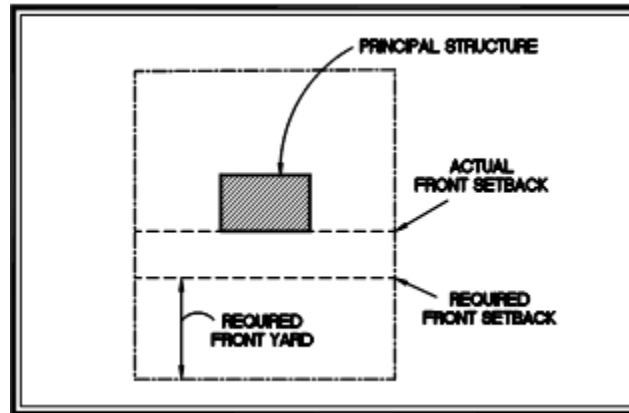 PRINCIPAL STRUCTURE
ACTUAL
FRONT SETBACK
REQUIRED
FRONT SETBACK
REQUIRED
FRONT YARD